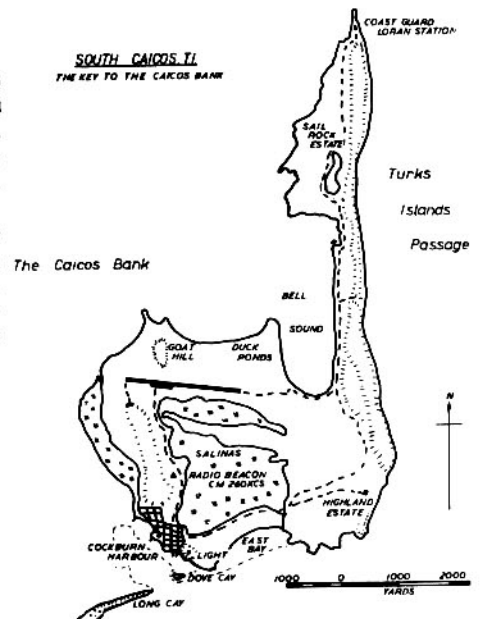 COAST GUARD
LORAN STATION
SOUTH CAICOS T.I.
THE KEY TO THE CAICOS BANK
SAIL
ROCK
ESTATE
Turks
Islands
Passage
The Caicos Bank
BELL
SOUND
GOAT
HILL
DUCK
PONDS
N
SALINAS
RADIO BEACON
CM 260KCS
HIGHLAND
ESTATE
COCKBURN
HARBOUR
LIGHT
EAST
BAY
DOVE CAY
LONG CAY
1000 0 1000 2000
YARDS